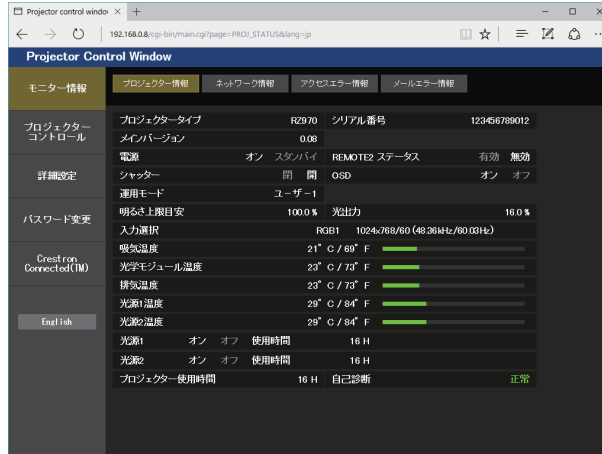 Projector control window
192.168.0.8/cgi-bin/main.cgi?page=PROJ_STATUS&lang=jp
Projector Control Window
モニター情報
プロジェクター情報 ネットワーク情報 アクセスエラー情報 メールエラー情報
プロジェクタータイプ RZ970 シリアル番号 123456789012
メインバージョン 0.08
電源 オン スタンバイ REMOTE2 ステータス 有効 無効
シャッター 閉 開 OSD オン オフ
運用モード ユーザー1
明るさ上限目安 100.0 % 光出力 16.0 %
入力選択 RGB1 1024x768/60 (48.36kHz/60.03Hz)
吸気温度 21° C / 69° F
光学モジュール温度 23° C / 73° F
排気温度 23° C / 73° F
光源1温度 29° C / 84° F
光源2温度 29° C / 84° F
光源1 オン オフ 使用時間 16 H
光源2 オン オフ 使用時間 16 H
プロジェクター使用時間 16 H 自己診断 正常
プロジェクター
コントロール
詳細設定
パスワード変更
Crestron
Connected(TM)
English